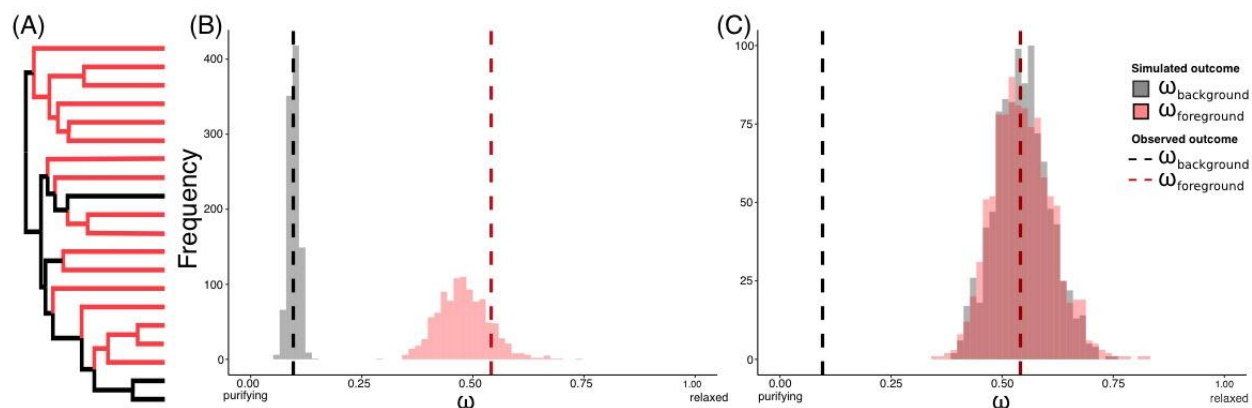 (A)
(B)
(C)
Frequency
400
300
200
100
0
0.00
0.25
0.50
0.75
1.00
purifying
ω
relaxed
100
75
50
25
0
0.00
0.25
0.50
0.75
1.00
purifying
ω
relaxed
Simulated outcome
ωbackground
ωforeground
Observed outcome
ωbackground
ωforeground